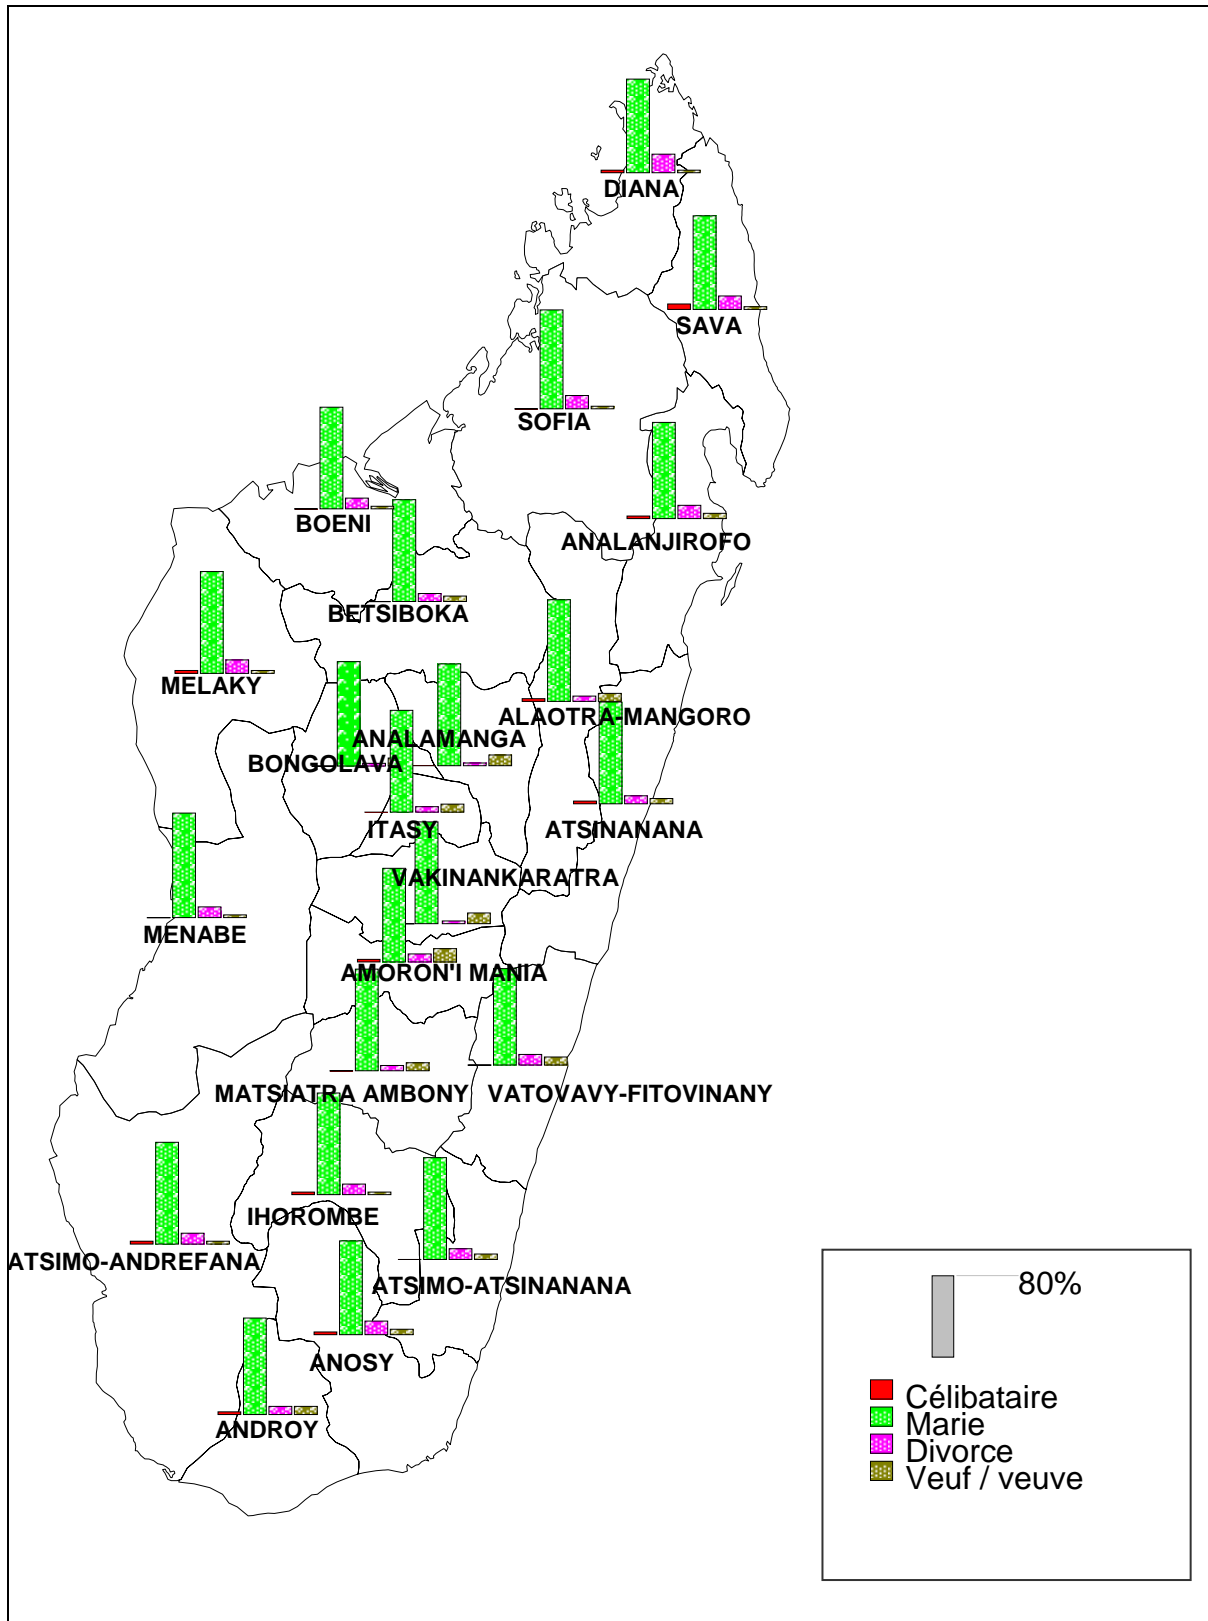 DIANA
SAVA
SOFIA
BOENI
ANALANJIROFO
BETSIBOKA
MELAKY
ALAOTRA-MANGORO
ANALAMANGA
BONGOLAVA
ITASY
ATSINANANA
VAKINANKARATRA
MENABE
AMORON'I MANIA
MATSIATRA AMBONY
VATOVAVY-FITOVINANY
IHOROMBE
ATSIMO-ANDREFANA
ATSIMO-ATSINANANA
ANOSY
ANDROY
80%
Célibataire
Marie
Divorce
Veuf / veuve